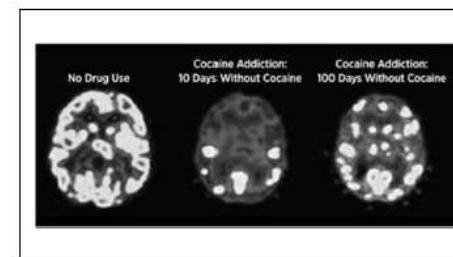 No Drug Use
Cocaine Addiction:
10 Days Without Cocaine
Cocaine Addiction:
100 Days Without Cocaine